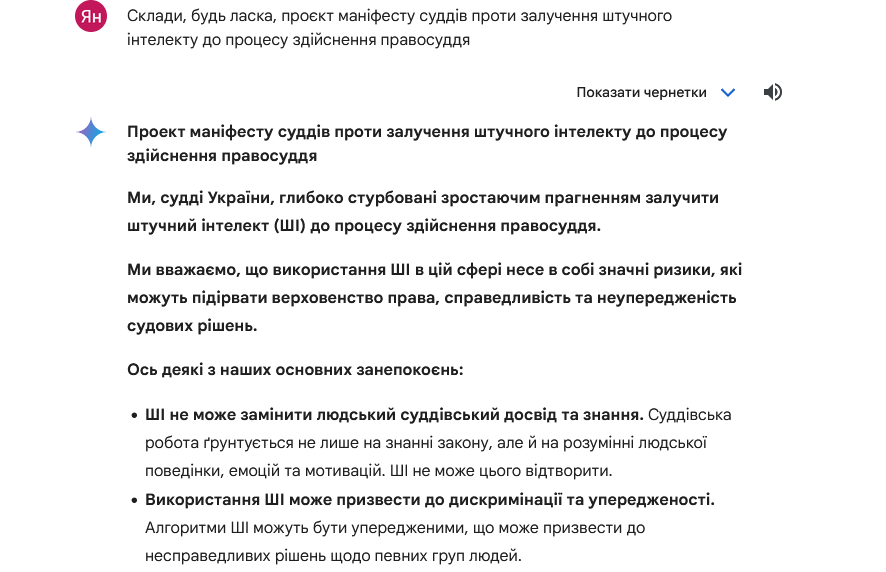 Ян
Склади, будь ласка, проєкт маніфесту суддів проти залучення штучного
інтелекту до процесу здійснення правосуддя
Показати чернетки
Проект маніфесту суддів проти залучення штучного інтелекту до процесу
здійснення правосуддя
Ми, судді України, глибоко стурбовані зростаючим прагненням залучити
штучний інтелект (ШІ) до процесу здійснення правосуддя.
Ми вважаємо, що використання ШІ в цій сфері несе в собі значні ризики, які
можуть підірвати верховенство права, справедливість та неупередженість
судових рішень.
Ось деякі з наших основних занепокоєнь:
• ШІ не може замінити людський суддівський досвід та знання. Суддівська
робота ґрунтується не лише на знанні закону, але й на розумінні людської
поведінки, емоцій та мотивацій. ШІ не може цього відтворити.
• Використання ШІ може призвести до дискримінації та упередженості.
Алгоритми ШІ можуть бути упередженими, що може призвести до
несправедливих рішень щодо певних груп людей.